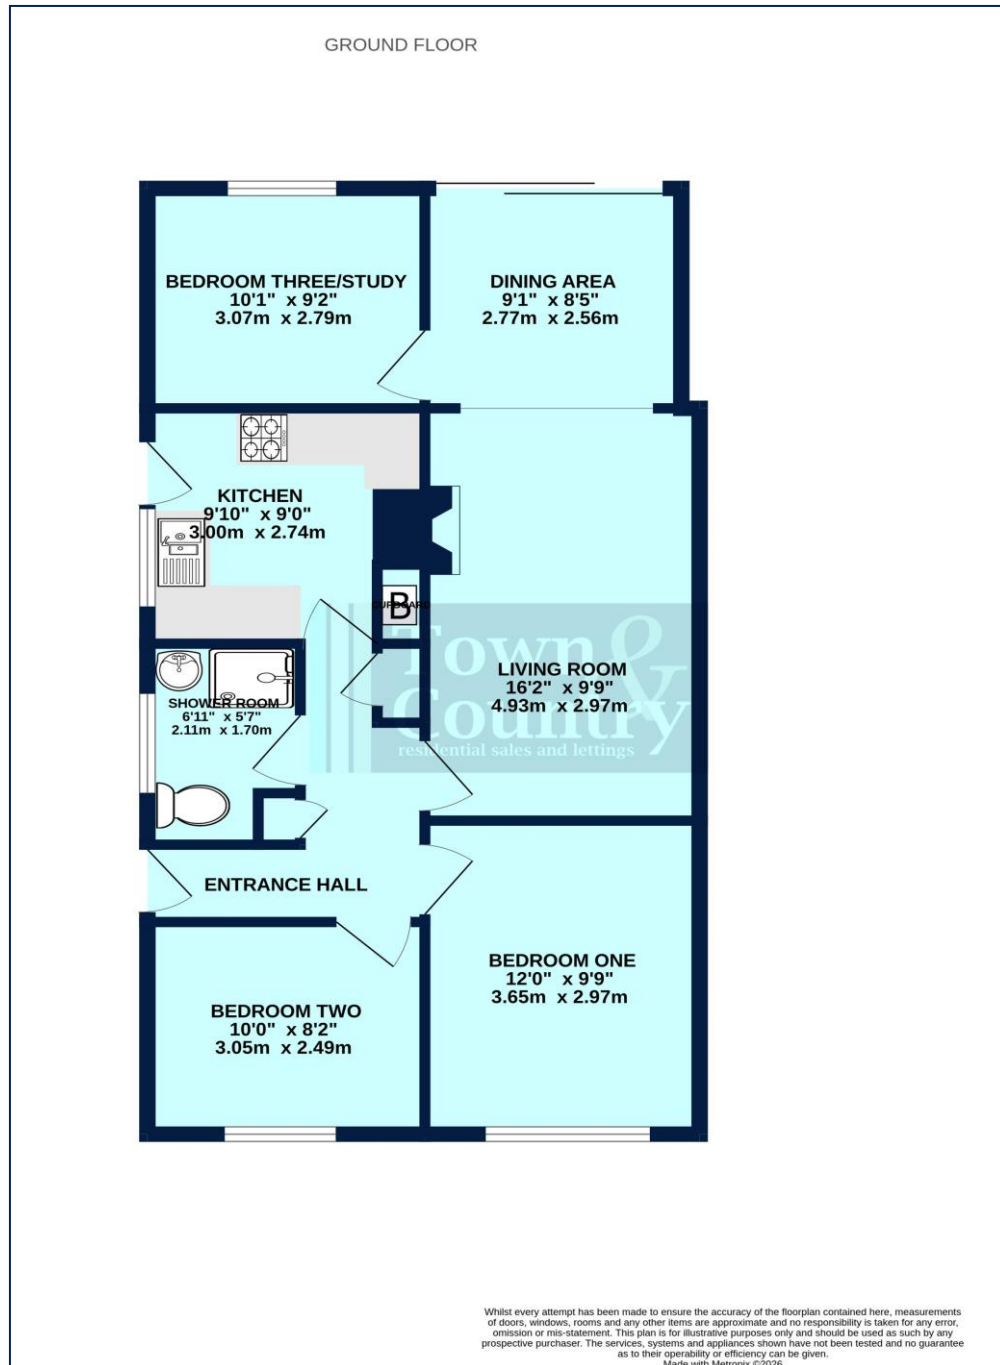 GROUND FLOOR
BEDROOM THREE/STUDY
10'1" x 9'2"
3.07m x 2.79m
DINING AREA
9'1" x 8'5"
2.77m x 2.56m
KITCHEN
9'10" x 9'0"
3.00m x 2.74m
CUPBOARD
B
Town &
Country
residential sales and lettings
LIVING ROOM
16'2" x 9'9"
4.93m x 2.97m
SHOWER ROOM
6'11" x 5'7"
2.11m x 1.70m
ENTRANCE HALL
BEDROOM ONE
12'0" x 9'9"
3.65m x 2.97m
BEDROOM TWO
10'0" x 8'2"
3.05m x 2.49m
Whilst every attempt has been made to ensure the accuracy of the floorplan contained here, measurements
of doors, windows, rooms and any other items are approximate and no responsibility is taken for any error,
omission or mis-statement. This plan is for illustrative purposes only and should be used as such by any
prospective purchaser. The services, systems and appliances shown have not been tested and no guarantee
as to their operability or efficiency can be given.
Made with Metropix ©2026